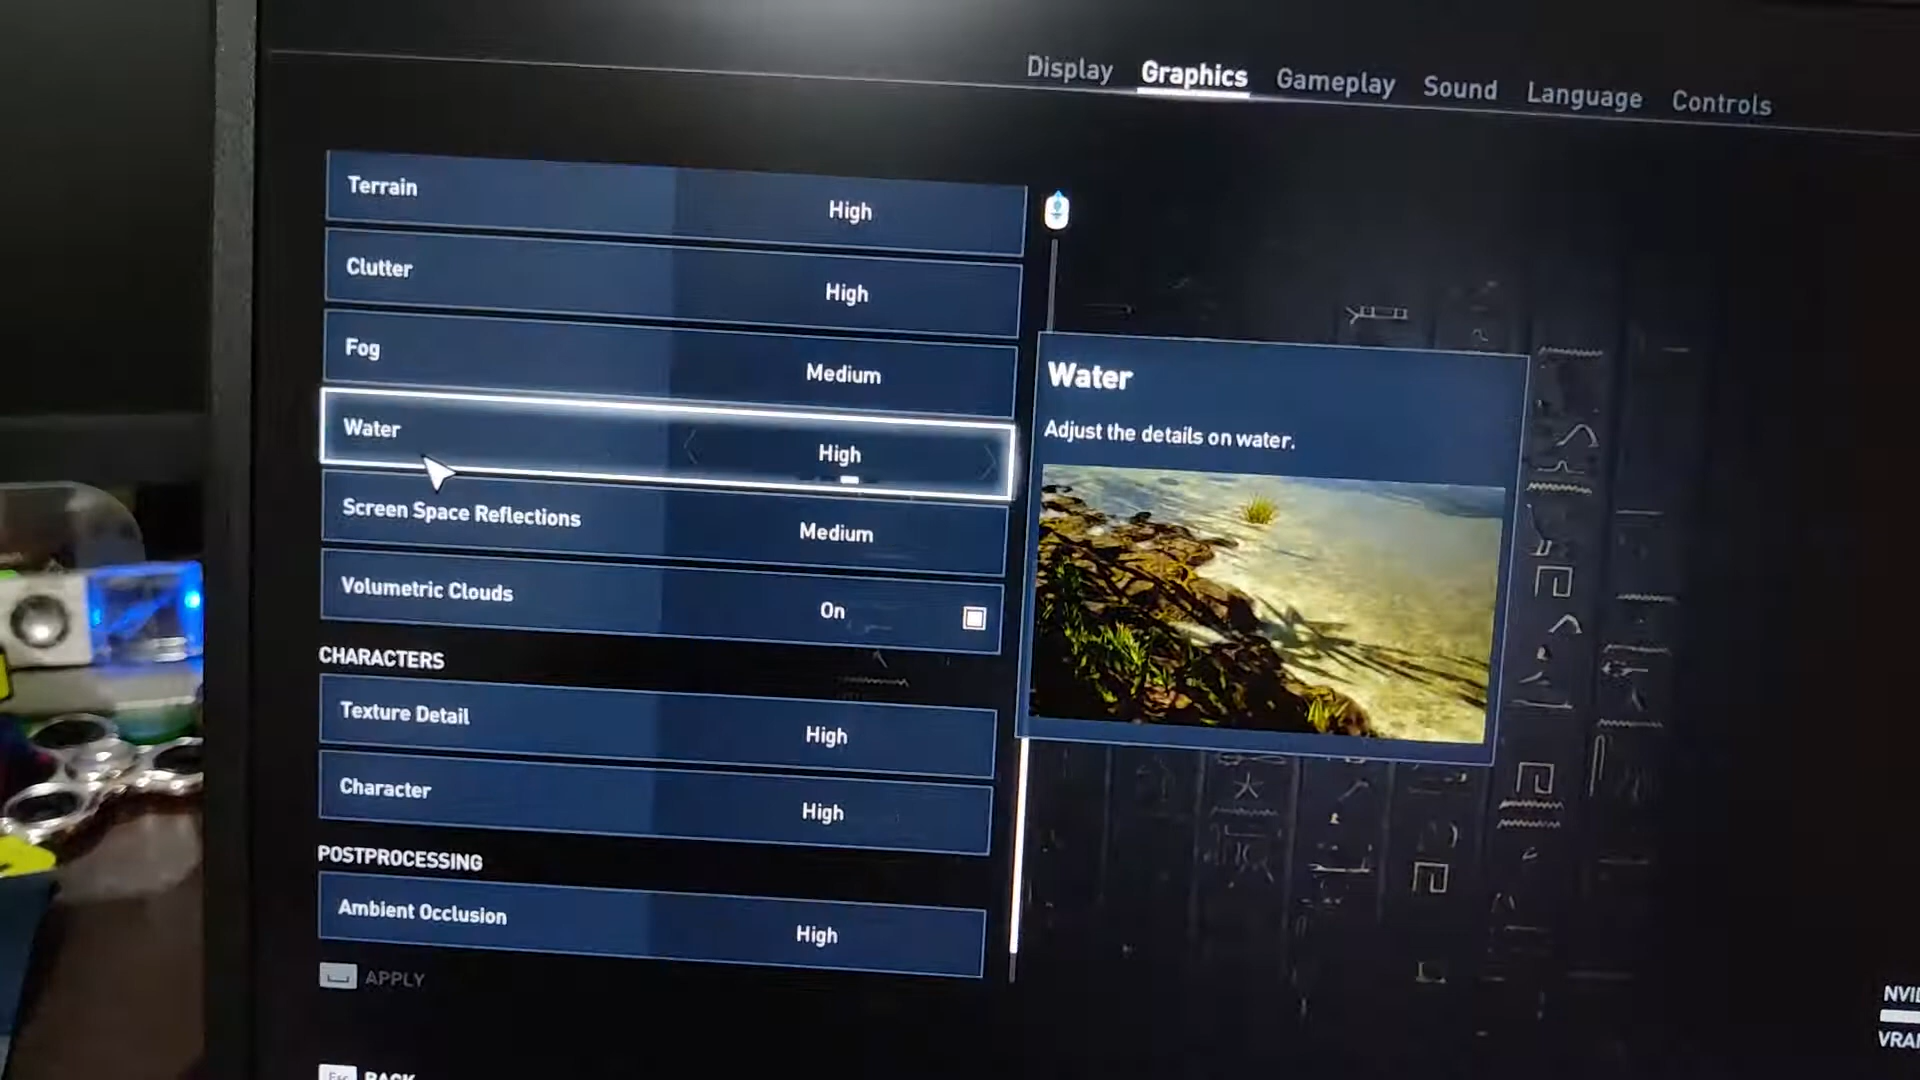 Display Graphics Gameplay Sound Language Controls
Terrain High
Clutter High
Fog Medium
Water High
Screen Space Reflections Medium
Volumetric Clouds On
CHARACTERS
Texture Detail High
Character High
POSTPROCESSING
Ambient Occlusion High
APPLY
Esc BACK
Water
Adjust the details on water.